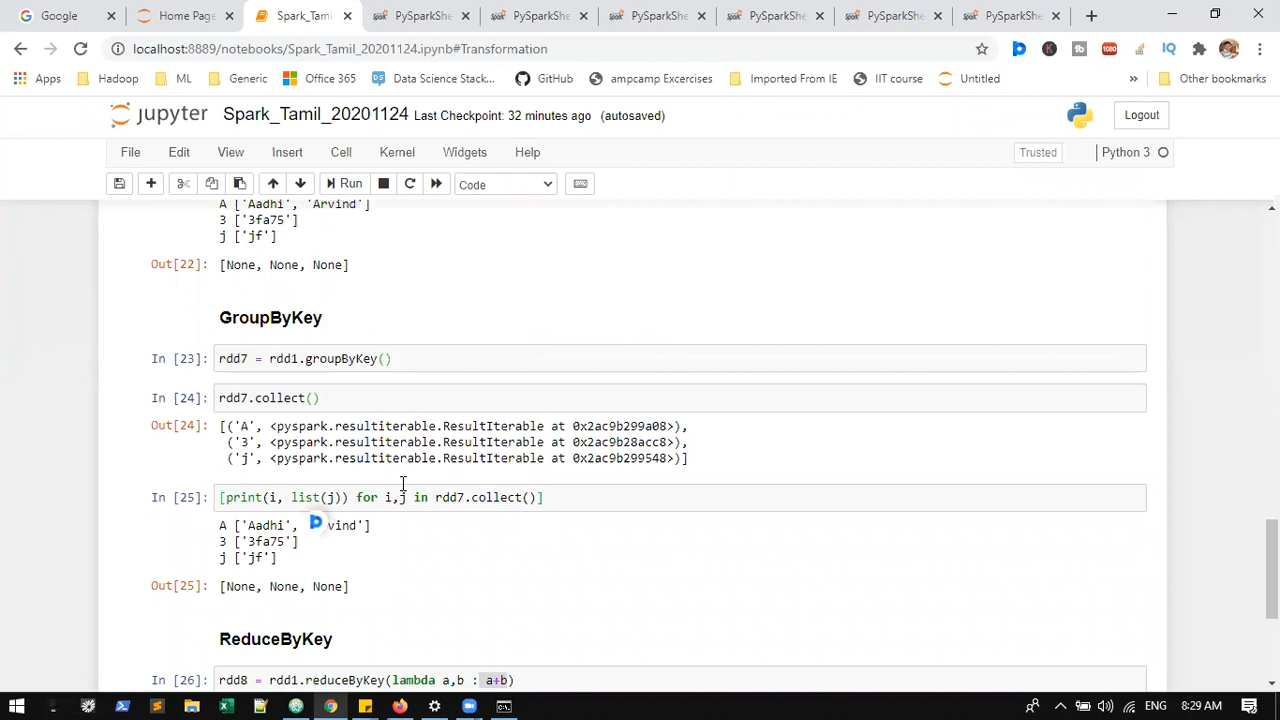 Google
Home Page
Spark_Tamil_
PySparkShe
PySparkShe
PySparkShe
PySparkShe
PySparkShe
PySparkShe
localhost:8889/notebooks/Spark_Tamil_20201124.ipynb#Transformation
1080
IQ
Apps
Hadoop
ML
Generic
Office 365
Data Science Stack...
GitHub
ampcamp Excercises
Imported From IE
IIT course
Untitled
»
Other bookmarks
jupyter
Spark_Tamil_20201124 Last Checkpoint: 32 minutes ago (autosaved)
Logout
File Edit View Insert Cell Kernel Widgets Help
Trusted
Python 3
Run
Code
A ['Aadhi', 'Arvind']
3 ['3fa75']
j ['jf']
Out[22]: [None, None, None]
GroupByKey
In [23]: rdd7 = rdd1.groupByKey()
In [24]: rdd7.collect()
Out[24]: [('A', <pyspark.resultiterable.ResultIterable at 0x2ac9b299a08>),
('3', <pyspark.resultiterable.ResultIterable at 0x2ac9b28acc8>),
('j', <pyspark.resultiterable.ResultIterable at 0x2ac9b299548>)]
In [25]: [print(i, list(j)) for i,j in rdd7.collect()]
A ['Aadhi', vind']
3 ['3fa75']
j ['jf']
Out[25]: [None, None, None]
ReduceByKey
In [26]: rdd8 = rdd1.reduceByKey(lambda a,b : a+b)
ENG
8:29 AM